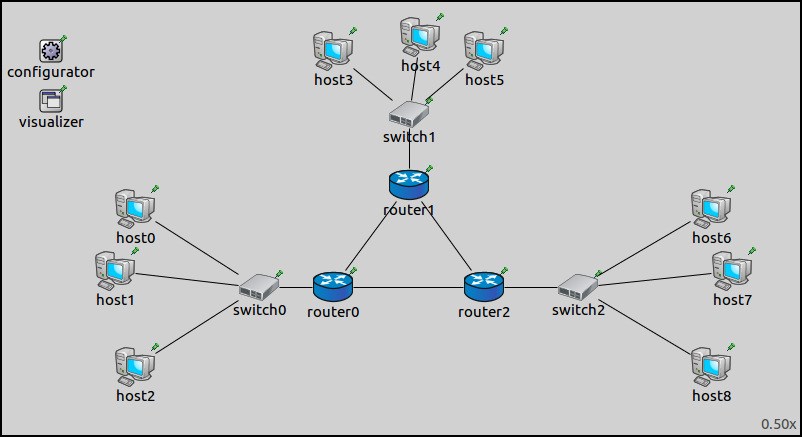 host4
host3
host5
configurator
visualizer
switch1
router1
host0
host6
host1
host7
switch0
router0
router2
switch2
host2
host8
0.50x